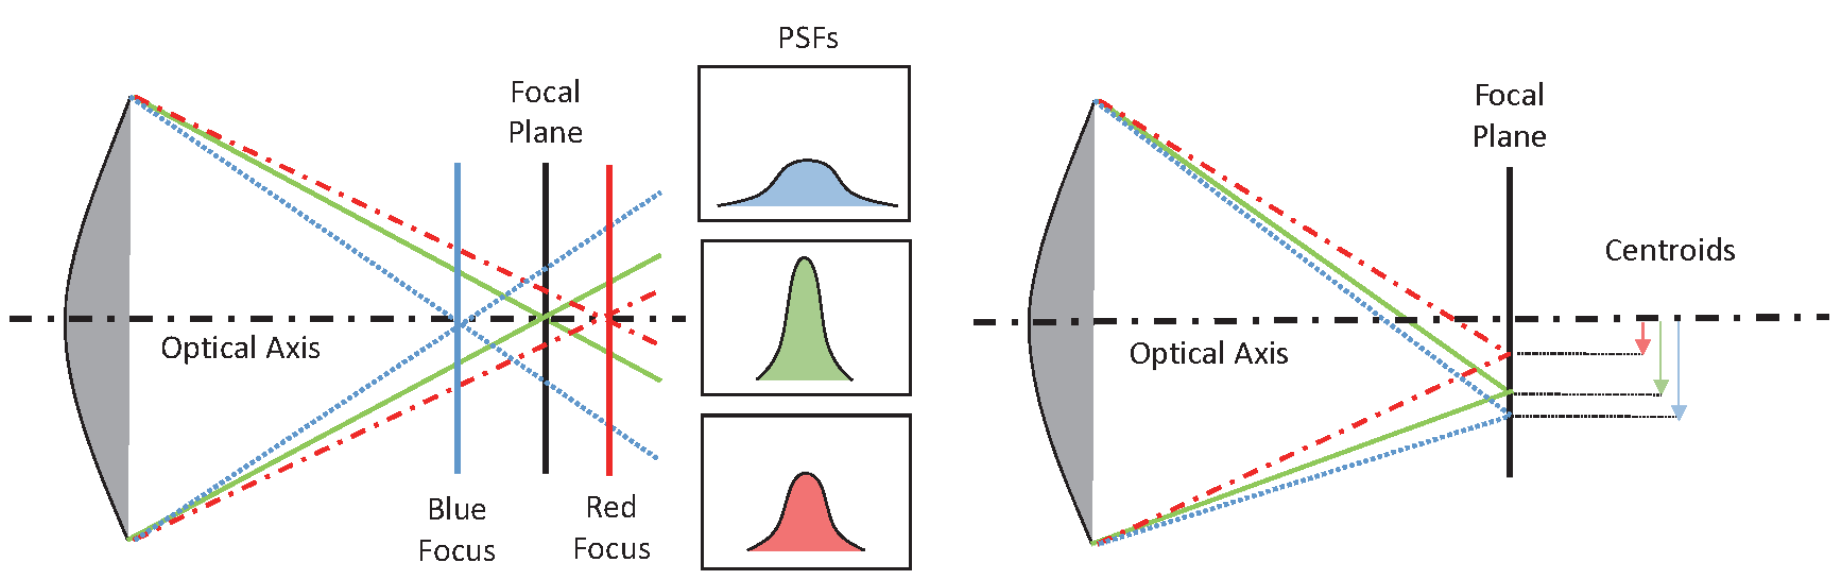 PSFs
Focal
Plane
Optical Axis
Blue
Focus
Red
Focus
Focal
Plane
Centroids
Optical Axis